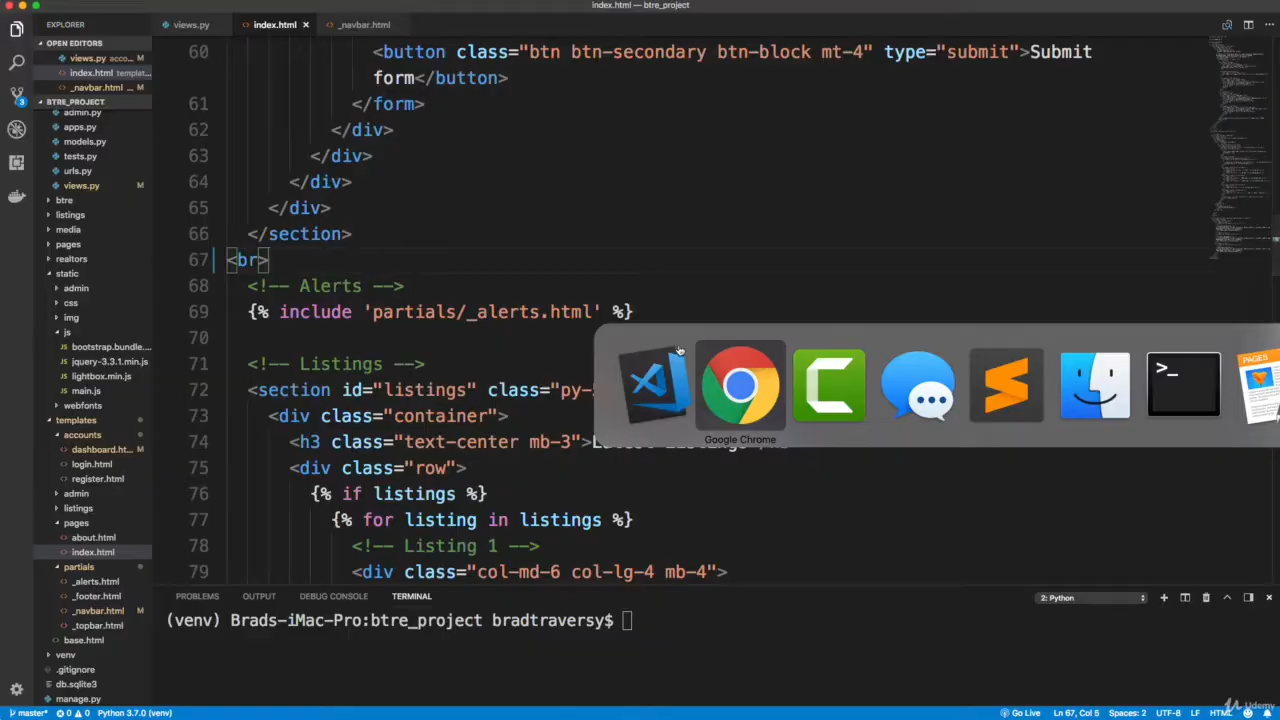 index.html — btre_project
EXPLORER
views.py
index.html ×
_navbar.html
OPEN EDITORS
views.py acco... M
index.html templat...
_navbar.html ... M
BTRE_PROJECT
admin.py
apps.py
models.py
tests.py
urls.py
views.py M
btre
listings
media
pages
realtors
static
admin
css
img
js
bootstrap.bundle....
jquery-3.3.1.min.js
lightbox.min.js
main.js
webfonts
templates
accounts
dashboard.ht... M
login.html
register.html
admin
listings
pages
about.html
index.html
partials
_alerts.html
_footer.html
_navbar.html M
_topbar.html
base.html
venv
.gitignore
db.sqlite3
manage.py
60 <button class="btn btn-secondary btn-block mt-4" type="submit">Submit
form</button>
61 </form>
62 </div>
63 </div>
64 </div>
65 </div>
66 </section>
67 <br>
68 <!-- Alerts -->
69 {% include 'partials/_alerts.html' %}
70
71 <!-- Listings -->
72 <section id="listings" class="py-
73 <div class="container">
74 <h3 class="text-center mb-3">
75 <div class="row">
76 {% if listings %}
77 {% for listing in listings %}
78 <!-- Listing 1 -->
79 <div class="col-md-6 col-lg-4 mb-4">
Google Chrome
PAGES
PROBLEMS OUTPUT DEBUG CONSOLE TERMINAL
2: Python
(venv) Brads-iMac-Pro:btre_project bradtraversy$
3
master* 0 0 Python 3.7.0 (venv)
Go Live Ln 67, Col 5 Spaces: 2 UTF-8 LF HTML
Udemy